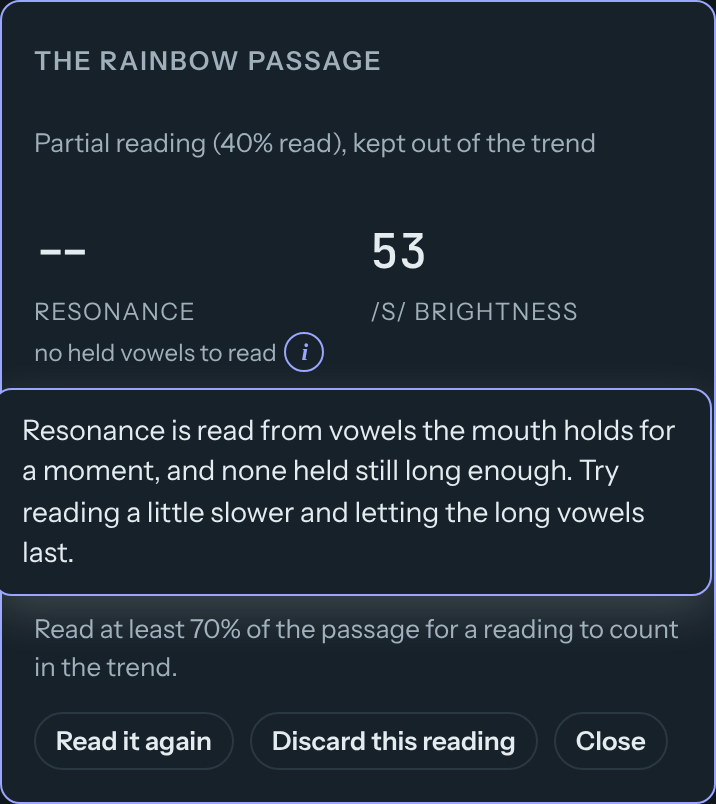 THE RAINBOW PASSAGE
Partial reading (40% read), kept out of the trend
--
53
RESONANCE
/S/ BRIGHTNESS
no held vowels to read i
Resonance is read from vowels the mouth holds for
a moment, and none held still long enough. Try
reading a little slower and letting the long vowels
last.
Read at least 70% of the passage for a reading to count
in the trend.
Read it again
Discard this reading
Close